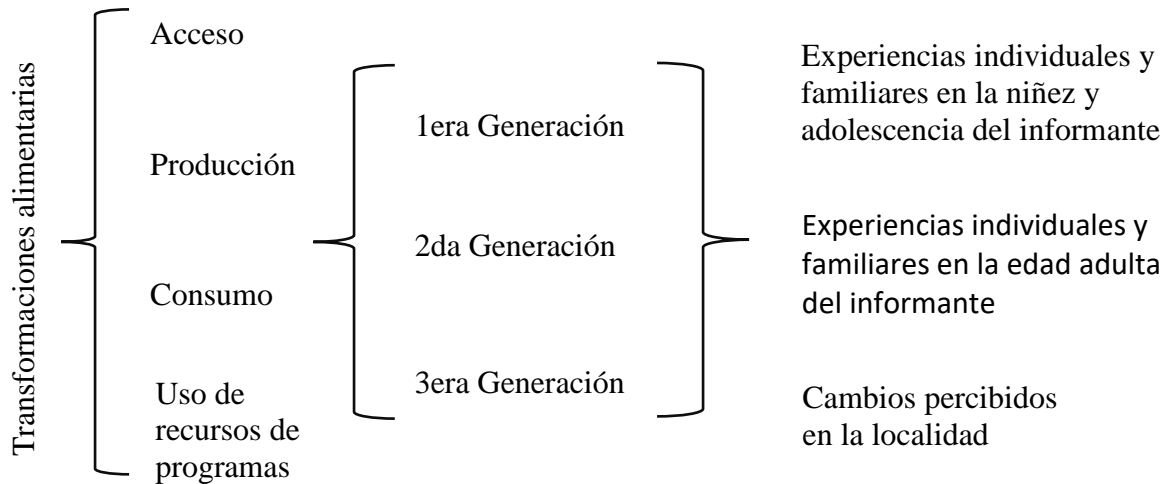 Transformaciones alimentarias
Acceso
Producción
Consumo
Uso de
recursos de
programas
1era Generación
2da Generación
3era Generación
Experiencias individuales y
familiares en la niñez y
adolescencia del informante
Experiencias individuales y
familiares en la edad adulta
del informante
Cambios percibidos
en la localidad